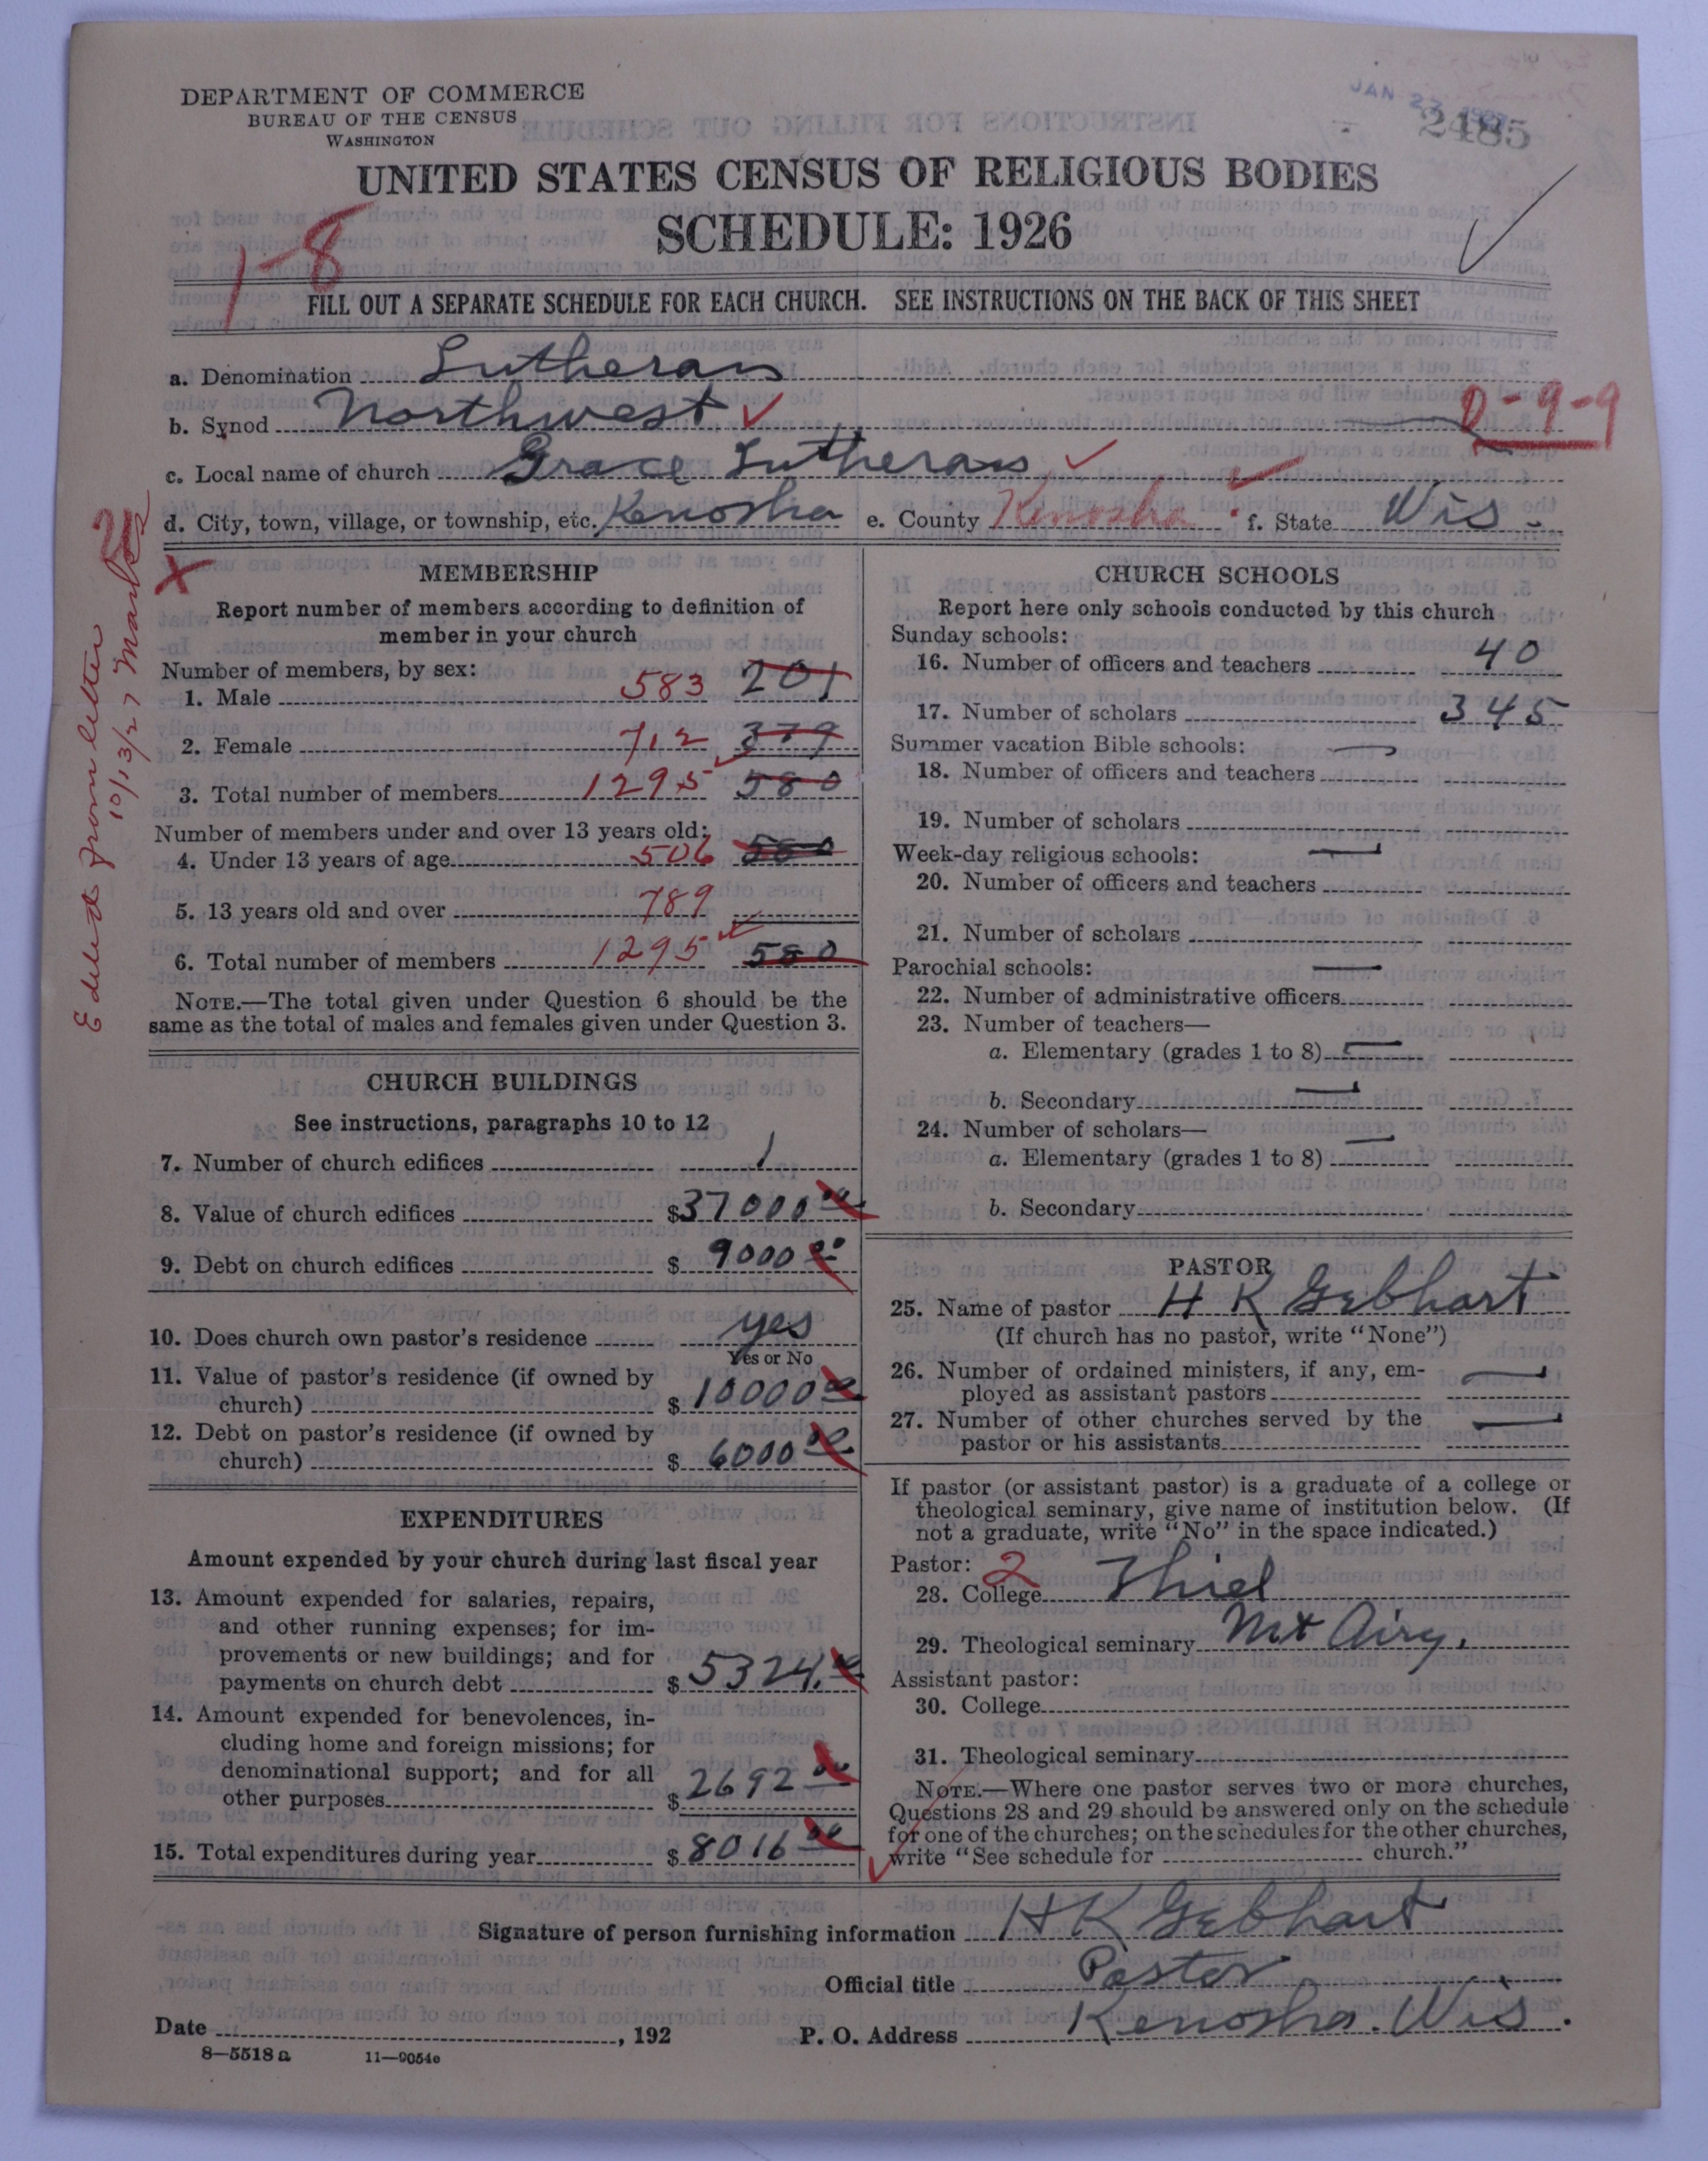 DEPARTMENT OF COMMERCE
BUREAU OF THE CENSUS
WASHINGTON
JAN 22 1927
2485
UNITED STATES CENSUS OF RELIGIOUS BODIES
SCHEDULE: 1926
1-8
FILL OUT A SEPARATE SCHEDULE FOR EACH CHURCH. SEE INSTRUCTIONS ON THE BACK OF THIS SHEET
a. Denomination Lutheran
b. Synod Northwest
0-9-9
c. Local name of church Grace Lutheran
d. City, town, village, or township, etc. Kenosha e. County Kenosha f. State Wis.
Edited from letter
10/13/27 Marks
MEMBERSHIP
Report number of members according to definition of
member in your church
Number of members, by sex:
1. Male 583 201
2. Female 712 379
3. Total number of members 1295 580
Number of members under and over 13 years old:
4. Under 13 years of age 506 580
5. 13 years old and over 789
6. Total number of members 1295 580
NOTE.—The total given under Question 6 should be the
same as the total of males and females given under Question 3.
CHURCH BUILDINGS
See instructions, paragraphs 10 to 12
7. Number of church edifices 1
8. Value of church edifices $37000 00
9. Debt on church edifices $ 9000 00
10. Does church own pastor's residence yes
Yes or No
11. Value of pastor's residence (if owned by
church) $ 10000 00
12. Debt on pastor's residence (if owned by
church) $ 6000 00
EXPENDITURES
Amount expended by your church during last fiscal year
13. Amount expended for salaries, repairs,
and other running expenses; for im-
provements or new buildings; and for
payments on church debt $ 5324.00
14. Amount expended for benevolences, in-
cluding home and foreign missions; for
denominational support; and for all
other purposes $ 2692 00
15. Total expenditures during year $ 8016 00
CHURCH SCHOOLS
Report here only schools conducted by this church
Sunday schools:
16. Number of officers and teachers 40
17. Number of scholars 345
Summer vacation Bible schools: —
18. Number of officers and teachers
19. Number of scholars
Week-day religious schools: —
20. Number of officers and teachers
21. Number of scholars
Parochial schools: —
22. Number of administrative officers
23. Number of teachers—
a. Elementary (grades 1 to 8) —
b. Secondary —
24. Number of scholars— —
a. Elementary (grades 1 to 8)
b. Secondary
PASTOR
25. Name of pastor H K Gebhart
(If church has no pastor, write "None")
26. Number of ordained ministers, if any, em-
ployed as assistant pastors —
27. Number of other churches served by the
pastor or his assistants —
If pastor (or assistant pastor) is a graduate of a college or
theological seminary, give name of institution below. (If
not a graduate, write "No" in the space indicated.)
Pastor: 2
28. College Thiel
29. Theological seminary Mt Airy.
Assistant pastor:
30. College
31. Theological seminary
NOTE.—Where one pastor serves two or more churches,
Questions 28 and 29 should be answered only on the schedule
for one of the churches; on the schedules for the other churches,
write "See schedule for church."
Signature of person furnishing information H K Gebhart
Official title Pastor
Date , 192 P. O. Address Kenosha. Wis.
8—5518 a 11—9054e